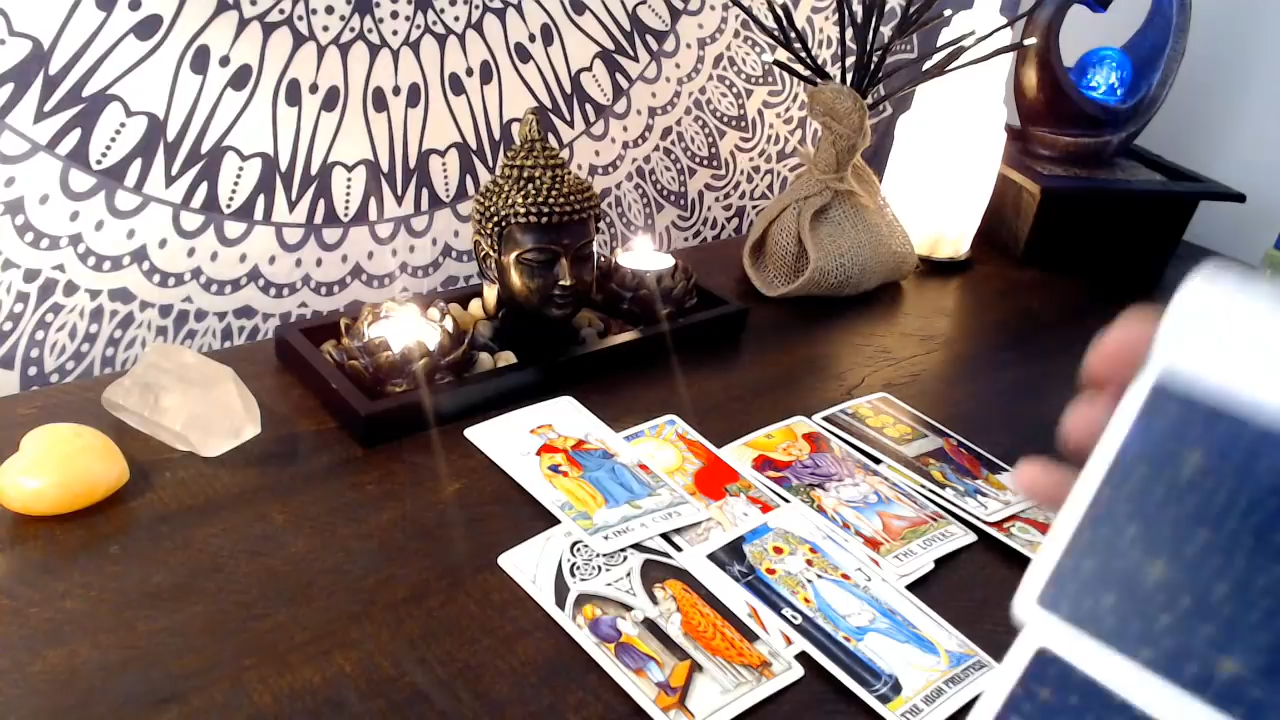 KING of CUPS
THE LOVERS
B
J
THE HIGH PRIESTESS